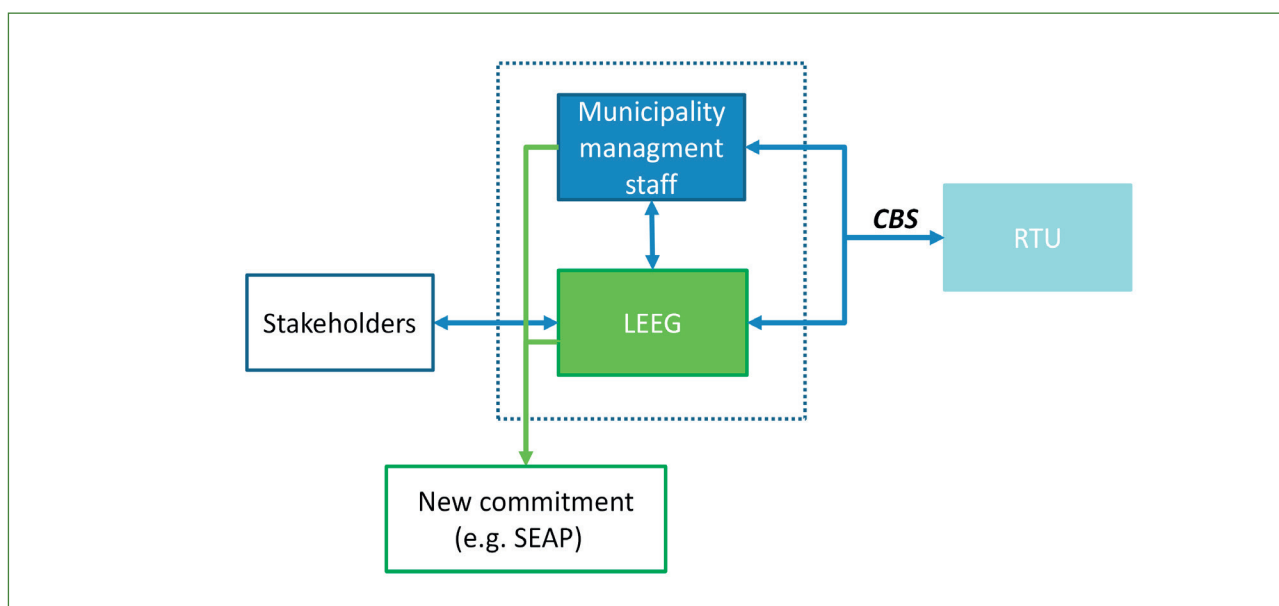 Municipality
managment
staff
CBS
RTU
Stakeholders
LEEG
New commitment
(e.g. SEAP)